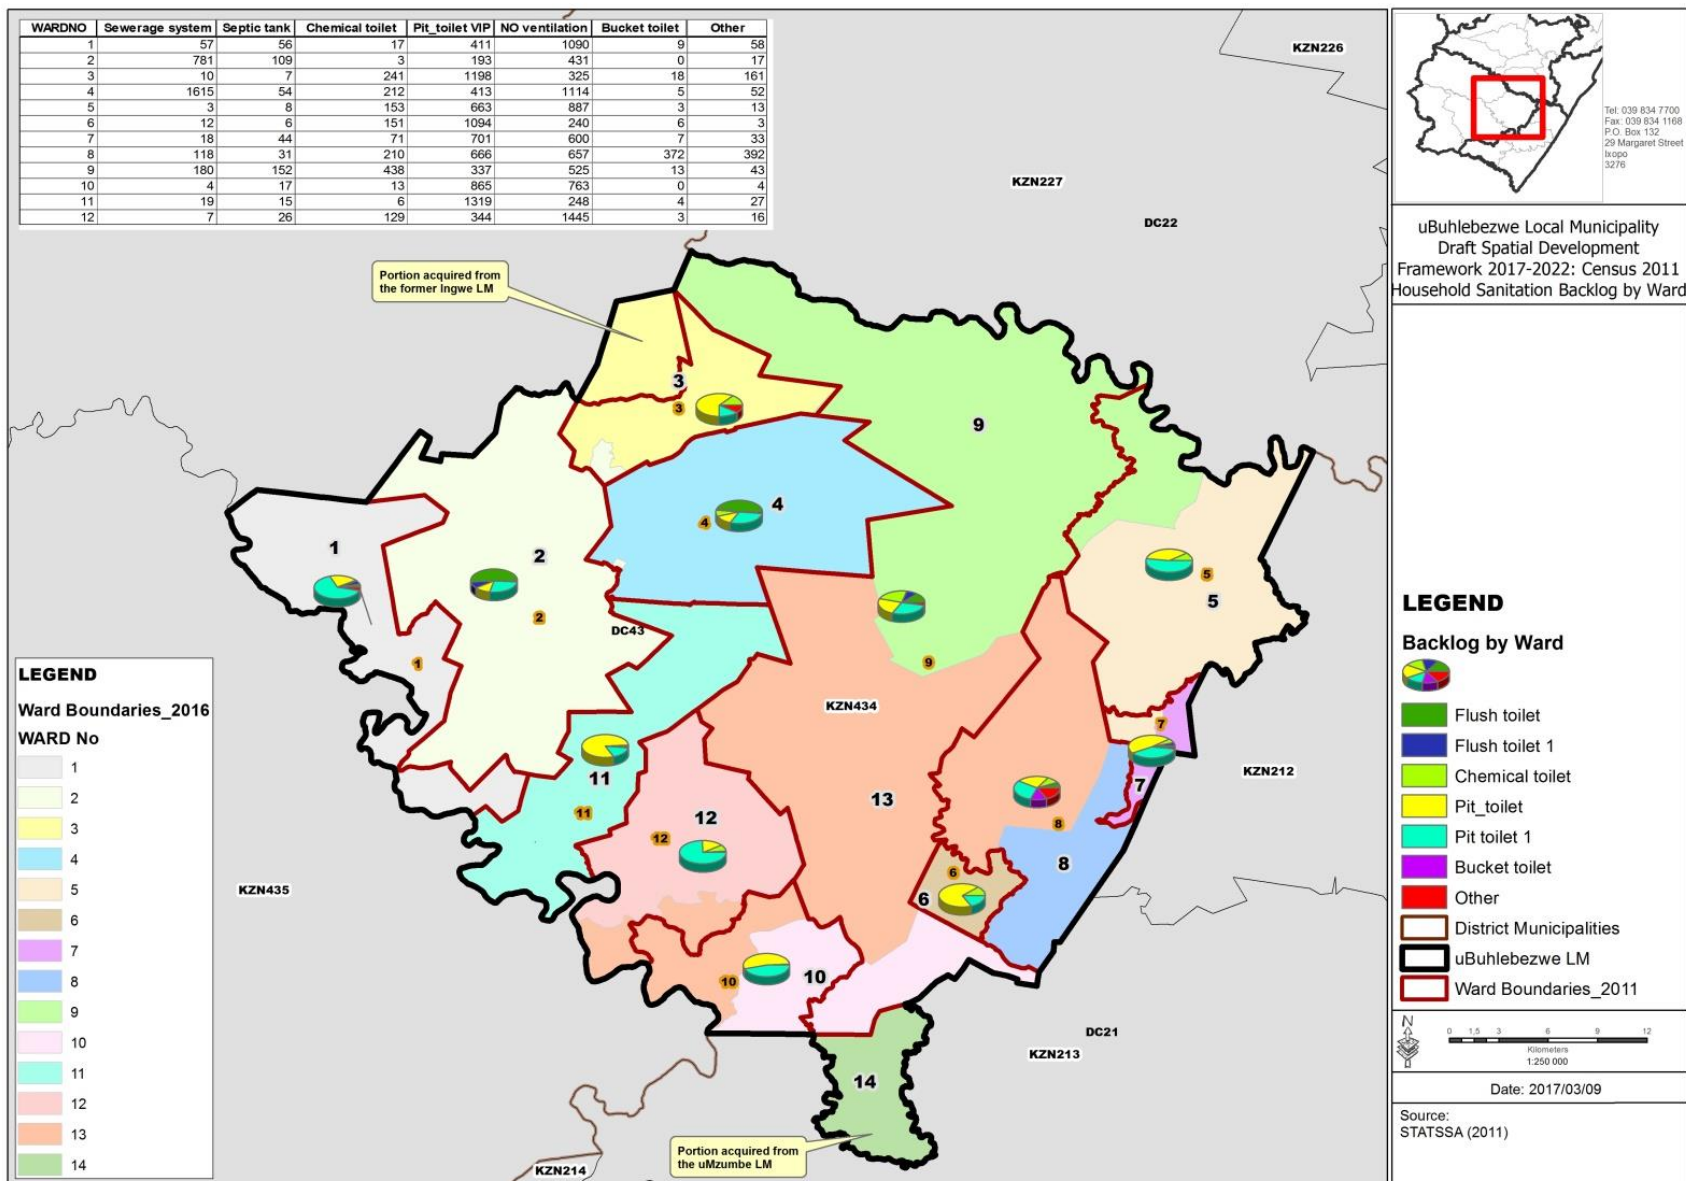 WARDNO Sewerage system Septic tank Chemical toilet Pit_toilet VIP NO ventilation Bucket toilet Other
1 57 56 17 411 1090 9 58
2 781 109 3 193 431 0 17
3 10 7 241 1198 325 18 161
4 1615 54 212 413 1114 5 52
5 3 8 153 663 887 3 13
6 12 6 151 1094 240 6 3
7 18 44 71 701 600 7 33
8 118 31 210 666 657 372 392
9 180 152 438 337 525 13 43
10 4 17 13 865 763 0 4
11 19 15 6 1319 248 4 27
12 7 26 129 344 1445 3 16
KZN226
KZN227
DC22
Portion acquired from
the former Ingwe LM
3
3
9
4
4
1
2
5
5
2
DC43
1
9
KZN434
7
KZN212
11
7
13
11
12
12
8
8
6
6
KZN435
10
10
DC21
KZN213
14
Portion acquired from
the uMzumbe LM
KZN214
LEGEND
Ward Boundaries_2016
WARD No
1
2
3
4
5
6
7
8
9
10
11
12
13
14
Tel: 039 834 7700
Fax: 039 834 1168
P.O. Box 132
29 Margaret Street
Ixopo
3276
uBuhlebezwe Local Municipality
Draft Spatial Development
Framework 2017-2022: Census 2011
Household Sanitation Backlog by Ward
LEGEND
Backlog by Ward
Flush toilet
Flush toilet 1
Chemical toilet
Pit_toilet
Pit toilet 1
Bucket toilet
Other
District Municipalities
uBuhlebezwe LM
Ward Boundaries_2011
N
0 1,5 3 6 9 12
Kilometers
1:250 000
Date: 2017/03/09
Source:
STATSSA (2011)